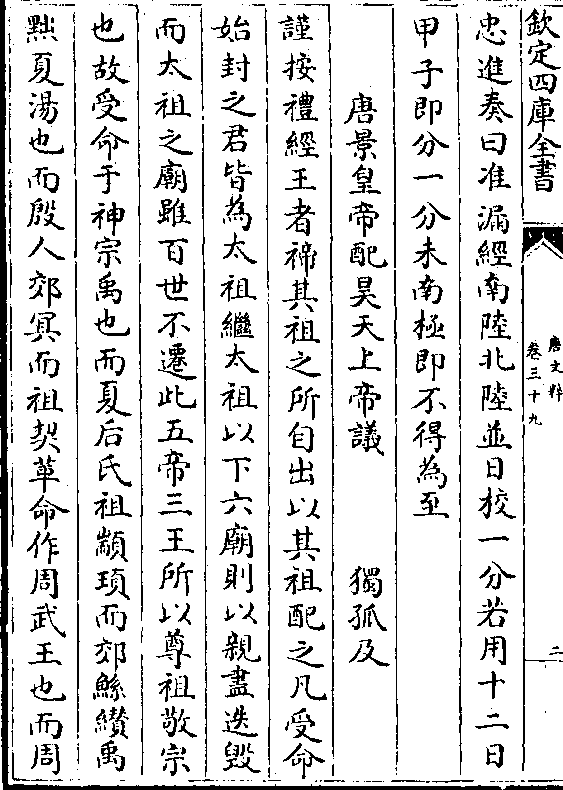 欽定四庫全書
唐文粹
卷三十九
二
忠進奏曰准漏經南陸北陸並日校一分若用十二日
甲子即分一分未南極即不得為至
唐景皇帝配昊天上帝議 獨孤及
謹按禮經王者禘其祖之所自出以其祖配之凡受命
始封之君皆為太祖繼太祖以下六廟則以親盡迭毀
而太祖之廟雖百世不遷此五帝三王所以尊祖敬宗
也故受命于神宗禹也而夏后氏祖顓頊而郊鯀纉禹
黜夏湯也而殷人郊冥而祖契革命作周武王也而周